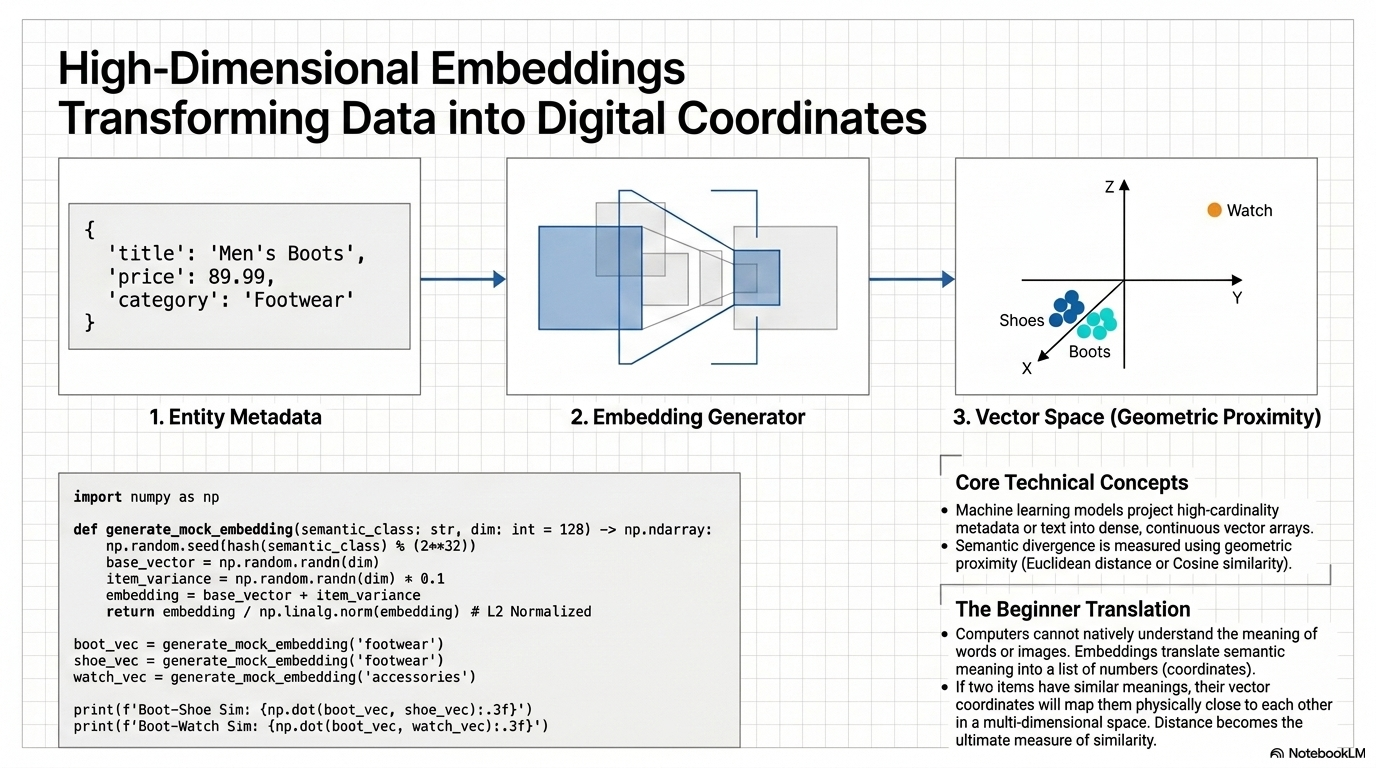 High-Dimensional Embeddings
Transforming Data into Digital Coordinates
{
'title': 'Men's Boots',
'price': 89.99,
'category': 'Footwear'
}
1. Entity Metadata
2. Embedding Generator
Z
Watch
Y
Shoes
Boots
X
3. Vector Space (Geometric Proximity)
import numpy as np
def generate_mock_embedding(semantic_class: str, dim: int = 128) -> np.ndarray:
np.random.seed(hash(semantic_class) % (2**32))
base_vector = np.random.randn(dim)
item_variance = np.random.randn(dim) * 0.1
embedding = base_vector + item_variance
return embedding / np.linalg.norm(embedding) # L2 Normalized
boot_vec = generate_mock_embedding('footwear')
shoe_vec = generate_mock_embedding('footwear')
watch_vec = generate_mock_embedding('accessories')
print(f'Boot-Shoe Sim: {np.dot(boot_vec, shoe_vec):.3f}')
print(f'Boot-Watch Sim: {np.dot(boot_vec, watch_vec):.3f}')
Core Technical Concepts
• Machine learning models project high-cardinality
metadata or text into dense, continuous vector arrays.
• Semantic divergence is measured using geometric
proximity (Euclidean distance or Cosine similarity).
The Beginner Translation
• Computers cannot natively understand the meaning of
words or images. Embeddings translate semantic
meaning into a list of numbers (coordinates).
• If two items have similar meanings, their vector
coordinates will map them physically close to each other
in a multi-dimensional space. Distance becomes the
ultimate measure of similarity.
NotebookLM